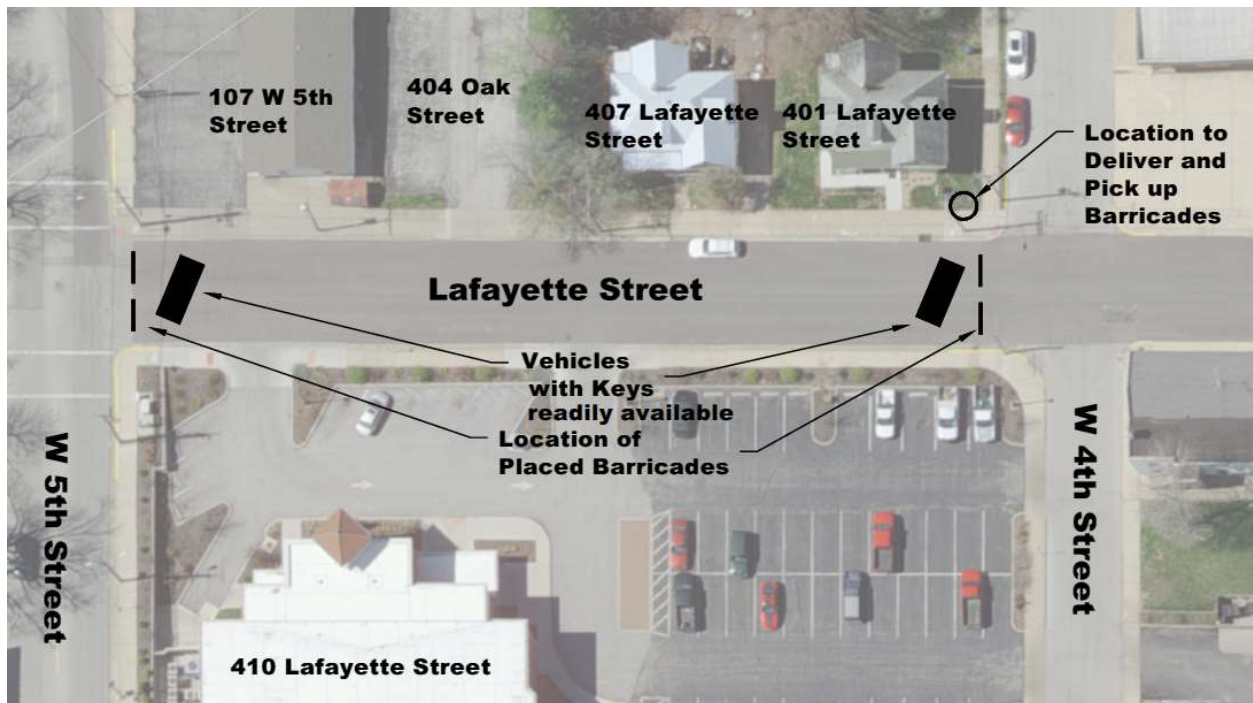 107 W 5th
Street
404 Oak
Street
407 Lafayette
Street
401 Lafayette
Street
Location to
Deliver and
Pick up
Barricades
Lafayette Street
Vehicles
with Keys
readily available
Location of
Placed Barricades
W 5th Street
W 4th Street
410 Lafayette Street